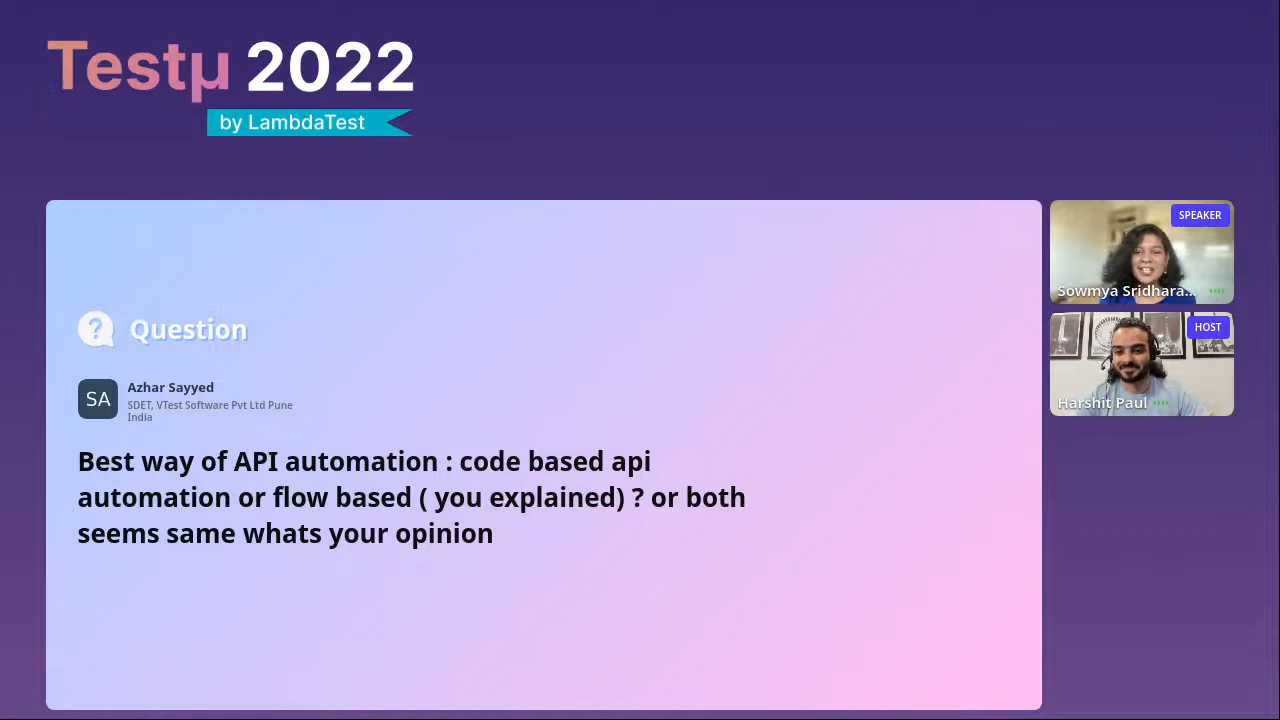 Testμ 2022
by LambdaTest
SPEAKER
Sowmya Sridhara...
HOST
Harshit Paul
? Question
SA
Azhar Sayyed
SDET, VTest Software Pvt Ltd Pune
India
Best way of API automation : code based api
automation or flow based ( you explained) ? or both
seems same whats your opinion